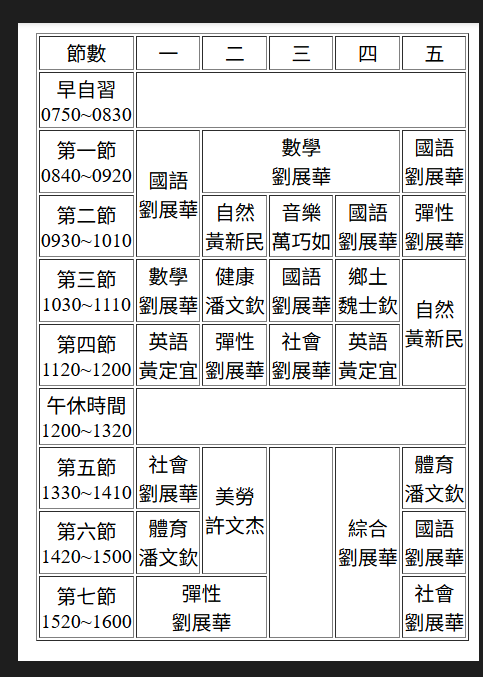 節數 一 二 三 四 五
早自習
0750~0830
第一節
0840~0920
國語
劉展華
數學
劉展華
國語
劉展華
第二節
0930~1010
自然
黃新民
音樂
萬巧如
國語
劉展華
彈性
劉展華
第三節
1030~1110
數學
劉展華
健康
潘文欽
國語
劉展華
鄉土
魏士欽
自然
黃新民
第四節
1120~1200
英語
黃定宜
彈性
劉展華
社會
劉展華
英語
黃定宜
午休時間
1200~1320
第五節
1330~1410
社會
劉展華
美勞
許文杰
綜合
劉展華
體育
潘文欽
第六節
1420~1500
體育
潘文欽
國語
劉展華
第七節
1520~1600
彈性
劉展華
社會
劉展華